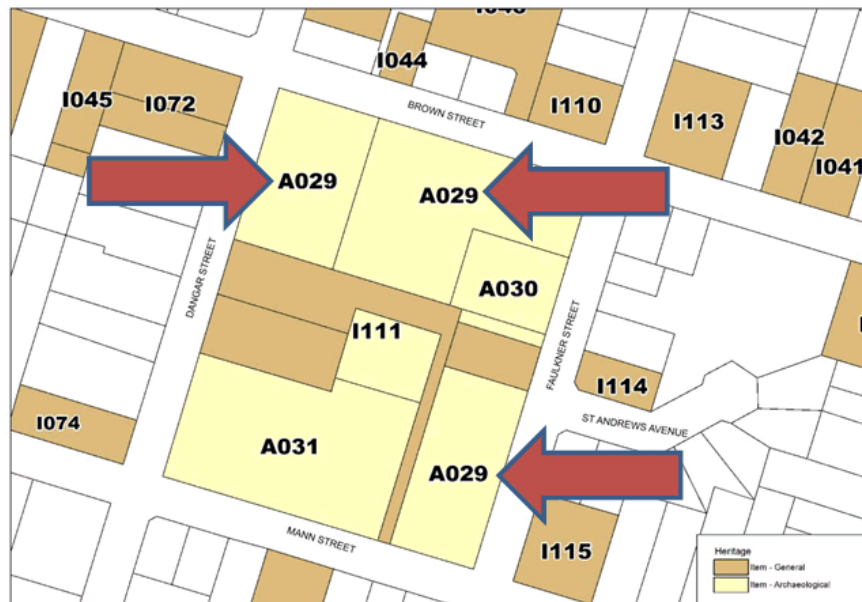 I044
I045
I072
BROWN STREET
I110
I113
I042
I041
A029
A029
A030
DANGAR STREET
I111
FAULKNER STREET
I114
ST ANDREWS AVENUE
I074
A031
A029
MANN STREET
I115
Heritage
Item - General
Item - Archaeological